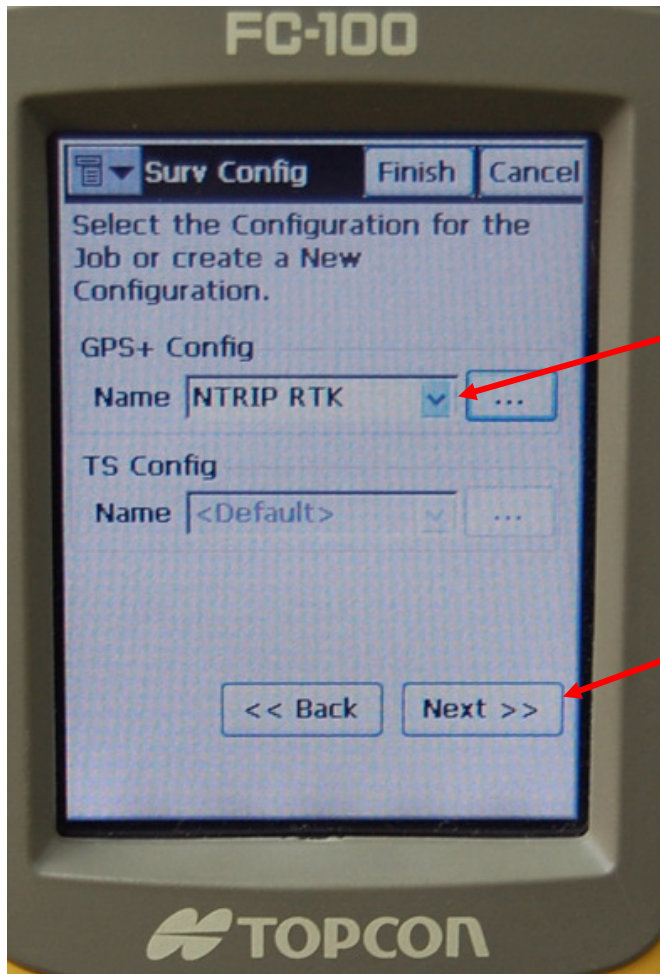 FC-100
Surv Config Finish Cancel
Select the Configuration for the
Job or create a New
Configuration.
GPS+ Config
Name NTRIP RTK ...
TS Config
Name <Default> ...
<< Back Next >>
TOPCON